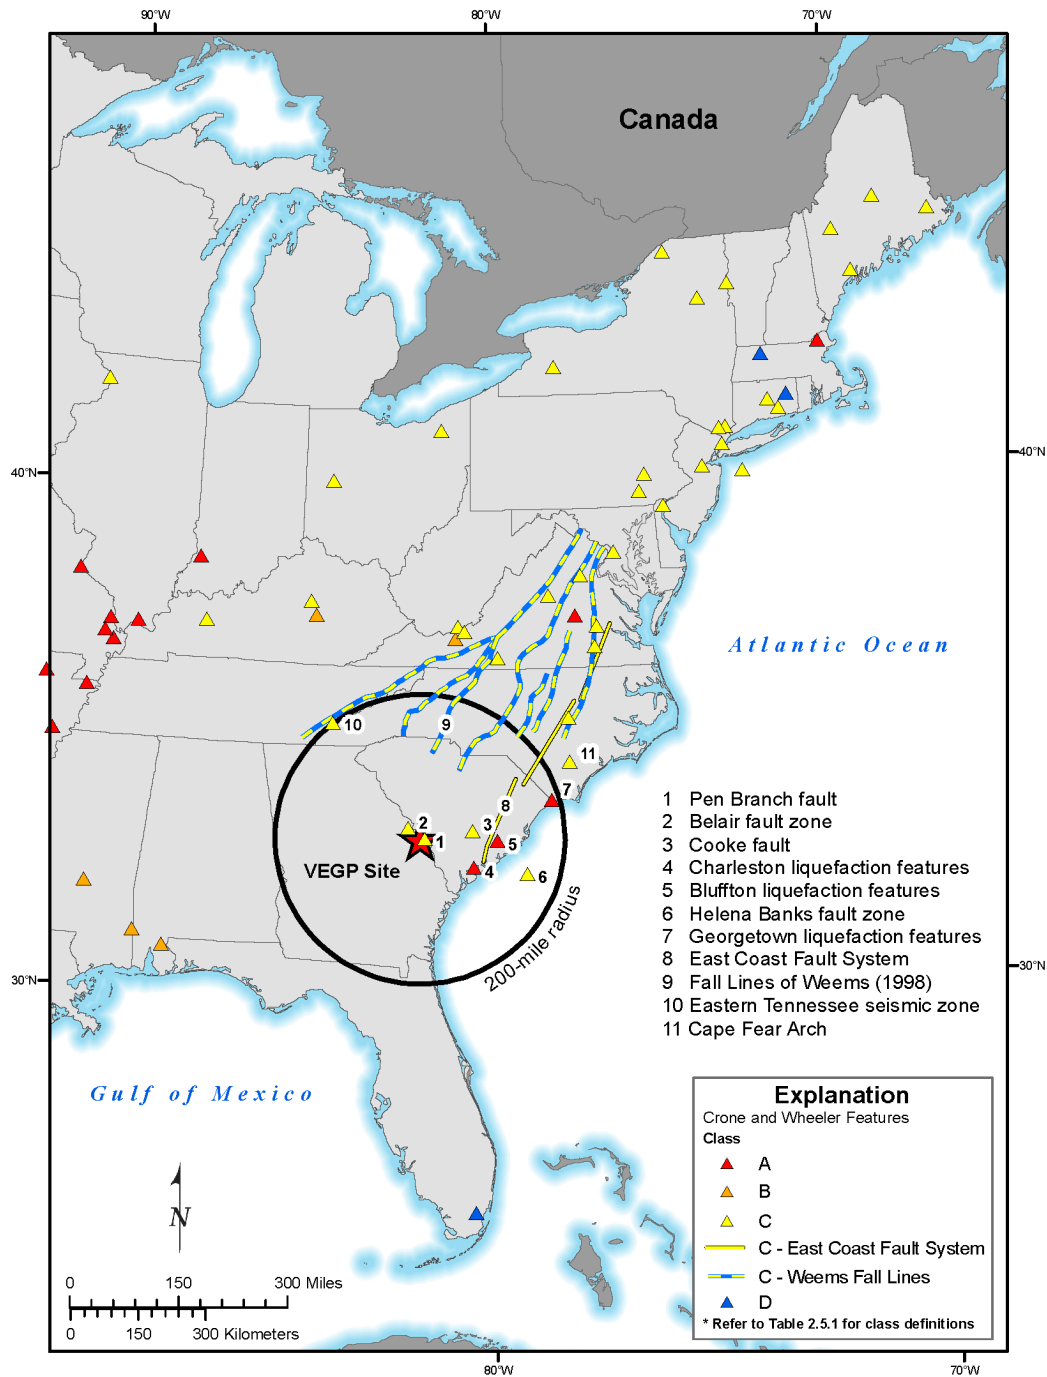 90°W 80°W 70°W
Canada
40°N
40°N
Atlantic Ocean
10
9
11
7
8
2
3
1
5
VEGP Site
4
6
200-mile radius
1 Pen Branch fault
2 Belair fault zone
3 Cooke fault
4 Charleston liquefaction features
5 Bluffton liquefaction features
6 Helena Banks fault zone
7 Georgetown liquefaction features
8 East Coast Fault System
9 Fall Lines of Weems (1998)
10 Eastern Tennessee seismic zone
11 Cape Fear Arch
30°N
30°N
Gulf of Mexico
N
0 150 300 Miles
0 150 300 Kilometers
Explanation
Crone and Wheeler Features
Class
A
B
C
C - East Coast Fault System
C - Weems Fall Lines
D
* Refer to Table 2.5.1 for class definitions
80°W 70°W